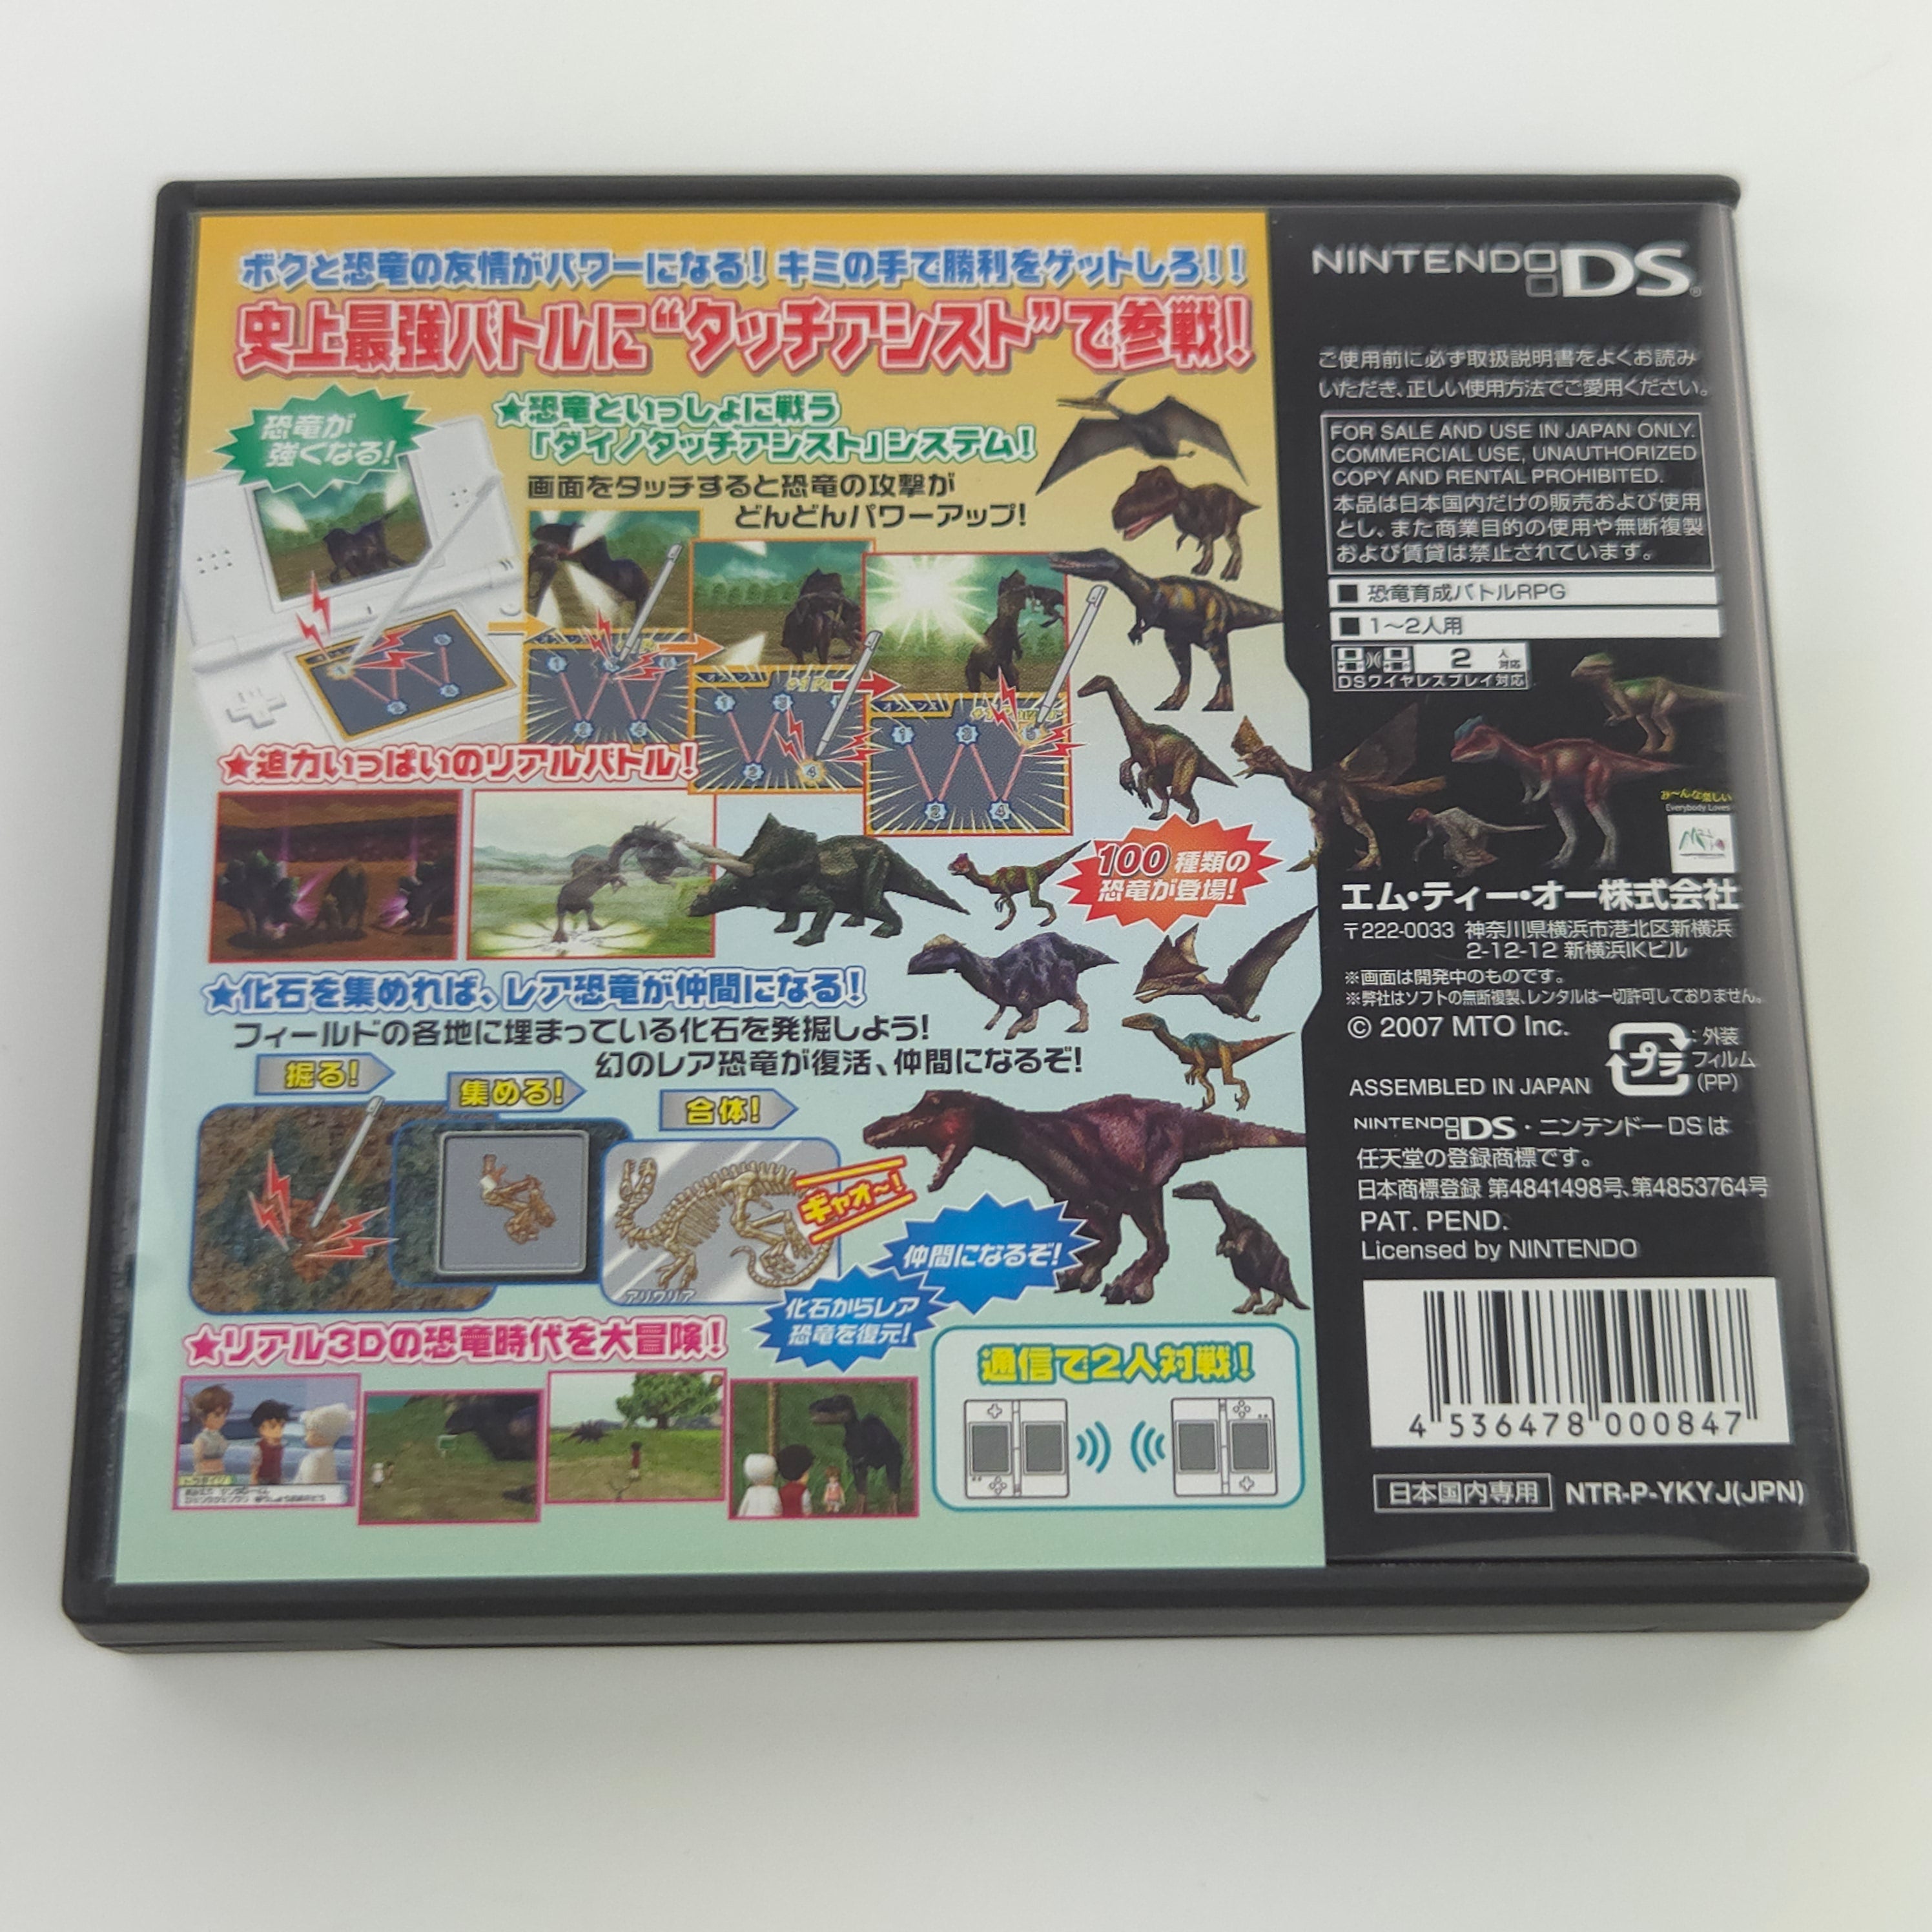 ボクと恐竜の友情がパワーになる!キミの手で勝利をゲットしろ!!
史上最強バトルに“タッチアシスト”で参戦!
恐竜が
強くなる!
★恐竜といっしょに戦う
「ダイノタッチアシスト」システム!
画面をタッチすると恐竜の攻撃が
どんどんパワーアップ!
★迫力いっぱいのリアルバトル!
100種類の
恐竜が登場!
★化石を集めれば、レア恐竜が仲間になる!
フィールドの各地に埋まっている化石を発掘しよう!
幻のレア恐竜が復活、仲間になるぞ!
掘る!
集める!
合体!
ギャオ〜!
アリワリア
仲間になるぞ!
化石からレア
恐竜を復元!
★リアル3Dの恐竜時代を大冒険!
通信で2人対戦!
NINTENDO DS
ご使用前に必ず取扱説明書をよくお読み
いただき、正しい使用方法でご愛用ください。
FOR SALE AND USE IN JAPAN ONLY.
COMMERCIAL USE, UNAUTHORIZED
COPY AND RENTAL PROHIBITED.
本品は日本国内だけの販売および使用
とし、また商業目的の使用や無断複製
および賃貸は禁止されています。
■ 恐竜育成バトルRPG
■ 1〜2人用
2人対応
DSワイヤレスプレイ対応
み〜んな楽しい
Everybody Loves
エム・ティー・オー株式会社
〒222-0033 神奈川県横浜市港北区新横浜
2-12-12 新横浜IKビル
※画面は開発中のものです。
※弊社はソフトの無断複製、レンタルは一切許可しておりません。
© 2007 MTO Inc.
プラ
:外装
フィルム
(PP)
ASSEMBLED IN JAPAN
NINTENDO DS・ニンテンドーDSは
任天堂の登録商標です。
日本商標登録 第4841498号、第4853764号
PAT. PEND.
Licensed by NINTENDO
4 536478 000847
日本国内専用 NTR-P-YKYJ(JPN)